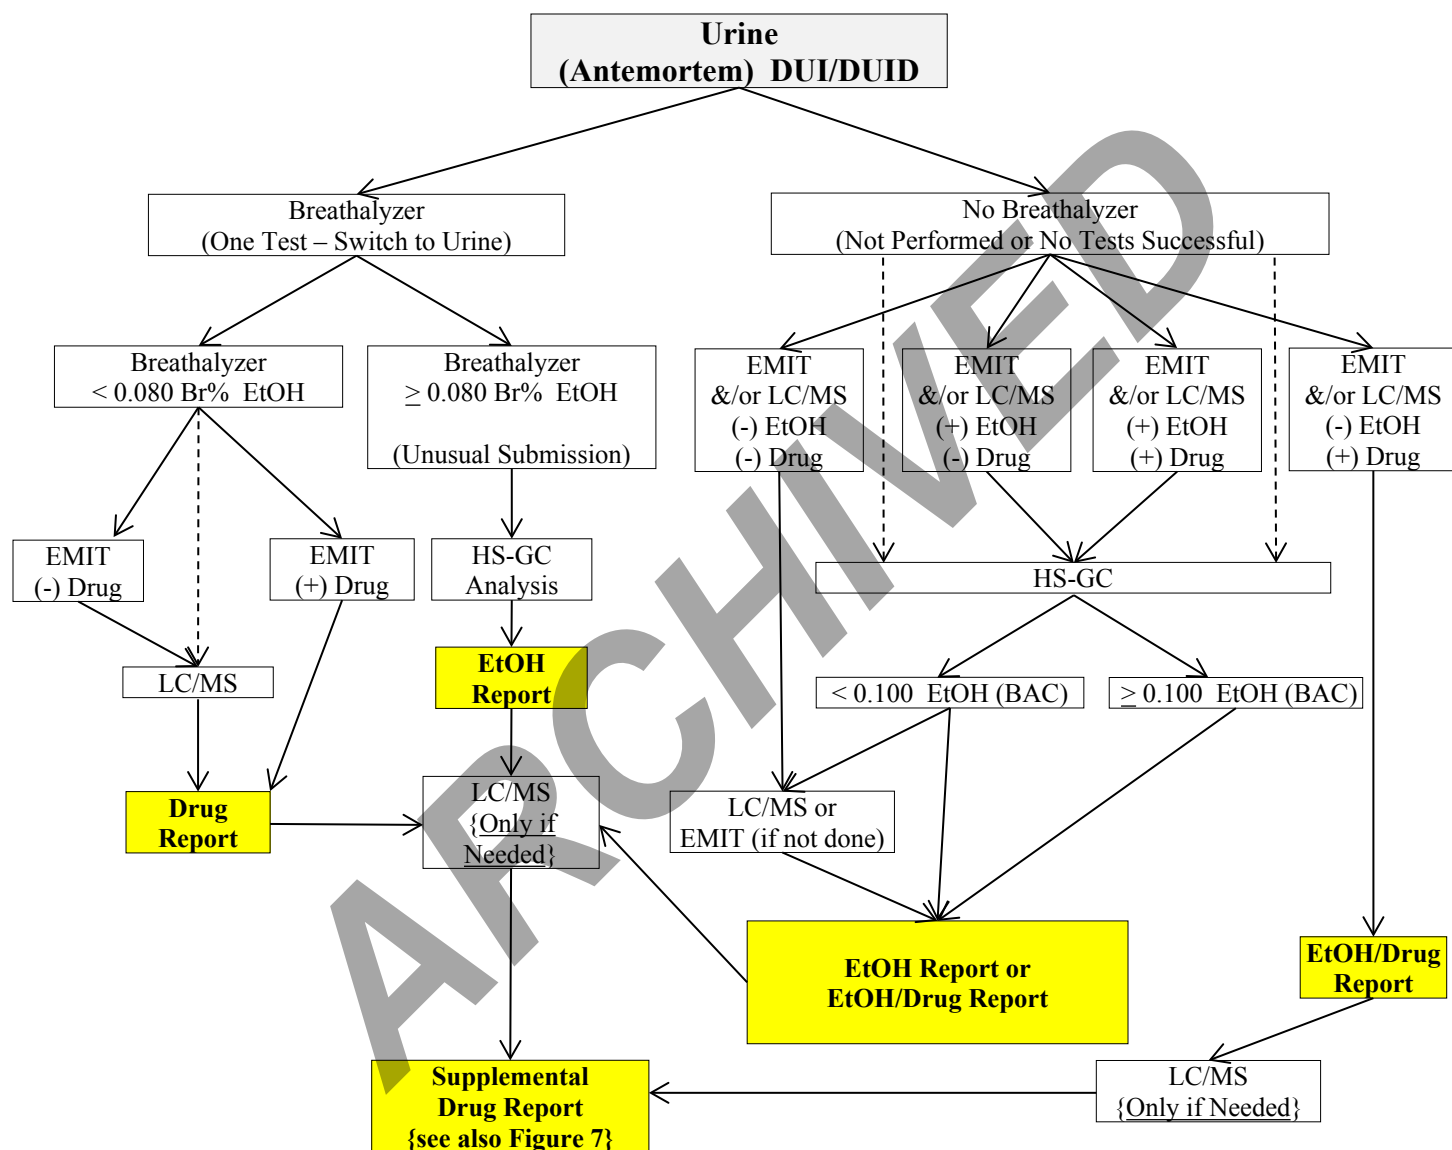 Urine
(Antemortem) DUI/DUID
Breathalyzer
(One Test – Switch to Urine)
No Breathalyzer
(Not Performed or No Tests Successful)
Breathalyzer
< 0.080 Br% EtOH
Breathalyzer
≥ 0.080 Br% EtOH
(Unusual Submission)
EMIT
&/or LC/MS
(-) EtOH
(-) Drug
EMIT
&/or LC/MS
(+) EtOH
(-) Drug
EMIT
&/or LC/MS
(+) EtOH
(+) Drug
EMIT
&/or LC/MS
(-) EtOH
(+) Drug
EMIT
(-) Drug
EMIT
(+) Drug
HS-GC
Analysis
HS-GC
LC/MS
EtOH
Report
< 0.100 EtOH (BAC)
≥ 0.100 EtOH (BAC)
Drug
Report
LC/MS
{Only if
Needed}
LC/MS or
EMIT (if not done)
EtOH Report or
EtOH/Drug Report
EtOH/Drug
Report
Supplemental
Drug Report
{see also Figure 7}
LC/MS
{Only if Needed}
ARCHIVED